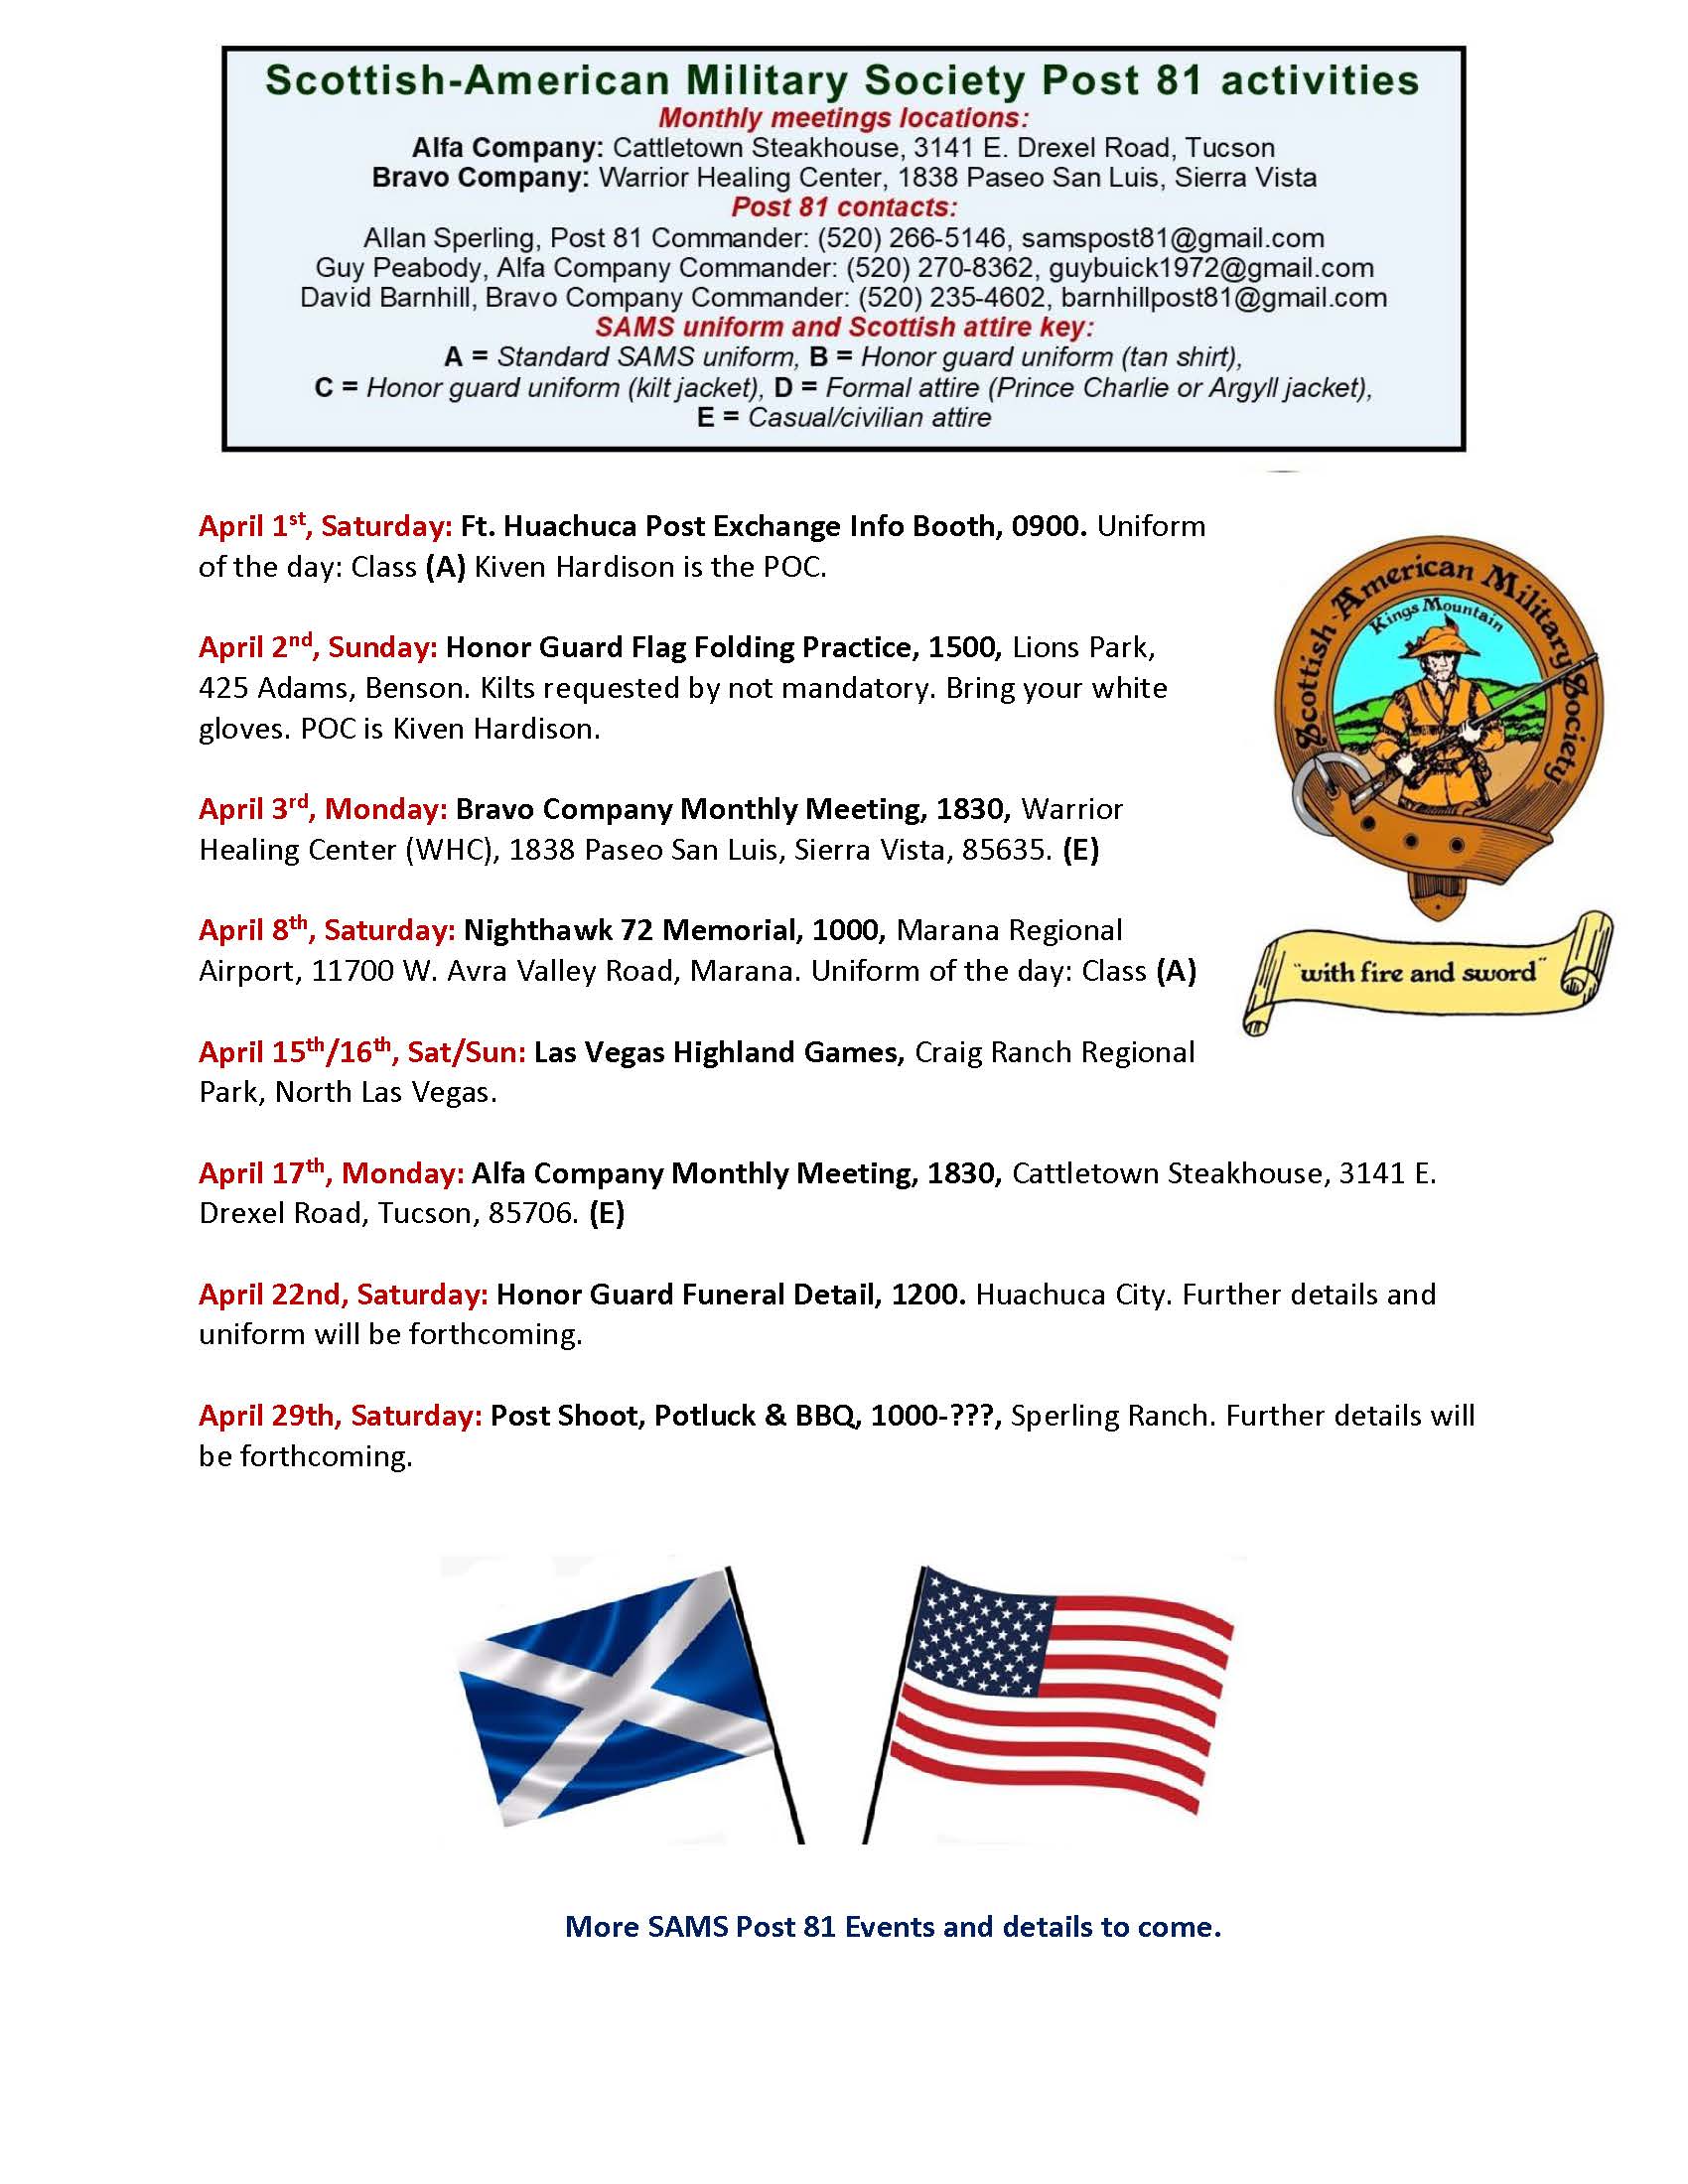 Scottish-American Military Society Post 81 activities
Monthly meetings locations:
Alfa Company: Cattletown Steakhouse, 3141 E. Drexel Road, Tucson
Bravo Company: Warrior Healing Center, 1838 Paseo San Luis, Sierra Vista
Post 81 contacts:
Allan Sperling, Post 81 Commander: (520) 266-5146, samspost81@gmail.com
Guy Peabody, Alfa Company Commander: (520) 270-8362, guybuick1972@gmail.com
David Barnhill, Bravo Company Commander: (520) 235-4602, barnhillpost81@gmail.com
SAMS uniform and Scottish attire key:
A = Standard SAMS uniform, B = Honor guard uniform (tan shirt),
C = Honor guard uniform (kilt jacket), D = Formal attire (Prince Charlie or Argyll jacket),
E = Casual/civilian attire
April 1st, Saturday: Ft. Huachuca Post Exchange Info Booth, 0900. Uniform
of the day: Class (A) Kiven Hardison is the POC.
April 2nd, Sunday: Honor Guard Flag Folding Practice, 1500, Lions Park,
425 Adams, Benson. Kilts requested by not mandatory. Bring your white
gloves. POC is Kiven Hardison.
April 3rd, Monday: Bravo Company Monthly Meeting, 1830, Warrior
Healing Center (WHC), 1838 Paseo San Luis, Sierra Vista, 85635. (E)
April 8th, Saturday: Nighthawk 72 Memorial, 1000, Marana Regional
Airport, 11700 W. Avra Valley Road, Marana. Uniform of the day: Class (A)
April 15th/16th, Sat/Sun: Las Vegas Highland Games, Craig Ranch Regional
Park, North Las Vegas.
Scottish-American Military Society
Kings Mountain
"with fire and sword"
April 17th, Monday: Alfa Company Monthly Meeting, 1830, Cattletown Steakhouse, 3141 E.
Drexel Road, Tucson, 85706. (E)
April 22nd, Saturday: Honor Guard Funeral Detail, 1200. Huachuca City. Further details and
uniform will be forthcoming.
April 29th, Saturday: Post Shoot, Potluck & BBQ, 1000-???, Sperling Ranch. Further details will
be forthcoming.
More SAMS Post 81 Events and details to come.